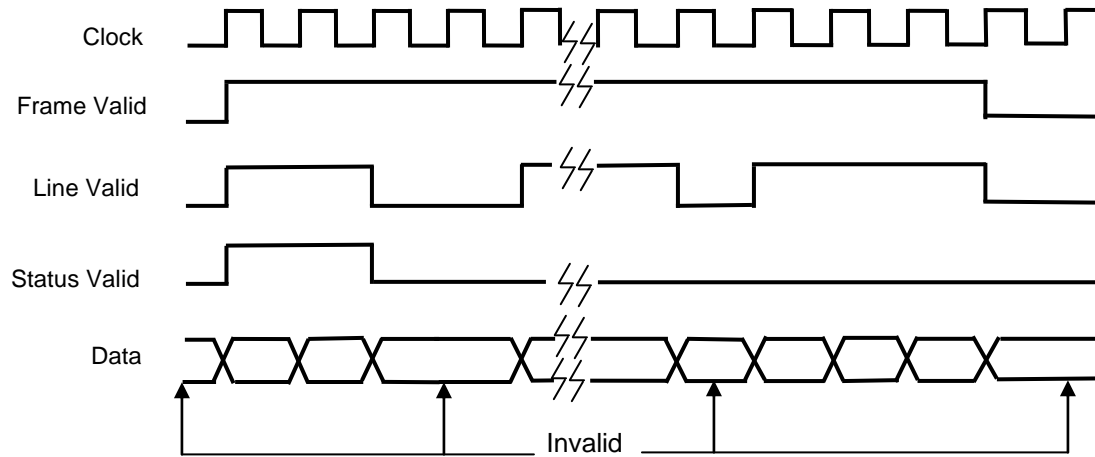 Clock
Frame Valid
Line Valid
Status Valid
Data
Invalid